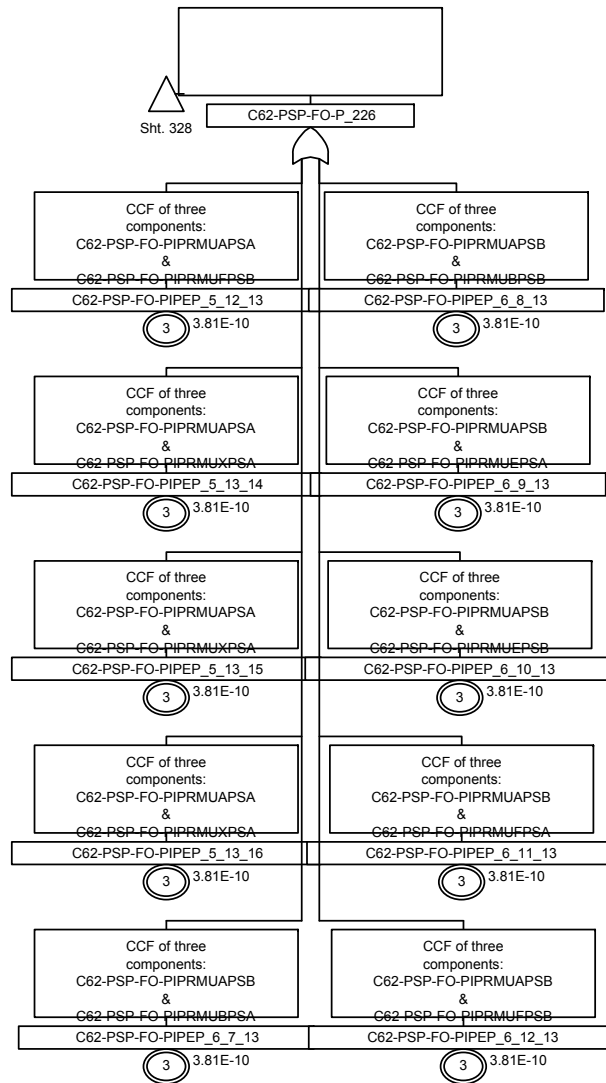 C62-PSP-FO-P_226
Sht. 328
CCF of three
components:
C62-PSP-FO-PIPRMUAPSA
&
C62-PSP-FO-PIPRMUFPSB
C62-PSP-FO-PIPEP_5_12_13
3
3.81E-10
CCF of three
components:
C62-PSP-FO-PIPRMUAPSB
&
C62-PSP-FO-PIPRMUBPSB
C62-PSP-FO-PIPEP_6_8_13
3
3.81E-10
CCF of three
components:
C62-PSP-FO-PIPRMUAPSA
&
C62-PSP-FO-PIPRMUXPSA
C62-PSP-FO-PIPEP_5_13_14
3
3.81E-10
CCF of three
components:
C62-PSP-FO-PIPRMUAPSB
&
C62-PSP-FO-PIPRMUEPSA
C62-PSP-FO-PIPEP_6_9_13
3
3.81E-10
CCF of three
components:
C62-PSP-FO-PIPRMUAPSA
&
C62-PSP-FO-PIPRMUXPSA
C62-PSP-FO-PIPEP_5_13_15
3
3.81E-10
CCF of three
components:
C62-PSP-FO-PIPRMUAPSB
&
C62-PSP-FO-PIPRMUEPSB
C62-PSP-FO-PIPEP_6_10_13
3
3.81E-10
CCF of three
components:
C62-PSP-FO-PIPRMUAPSA
&
C62-PSP-FO-PIPRMUXPSA
C62-PSP-FO-PIPEP_5_13_16
3
3.81E-10
CCF of three
components:
C62-PSP-FO-PIPRMUAPSB
&
C62-PSP-FO-PIPRMUFPSA
C62-PSP-FO-PIPEP_6_11_13
3
3.81E-10
CCF of three
components:
C62-PSP-FO-PIPRMUAPSB
&
C62-PSP-FO-PIPRMUBPSA
C62-PSP-FO-PIPEP_6_7_13
3
3.81E-10
CCF of three
components:
C62-PSP-FO-PIPRMUAPSB
&
C62-PSP-FO-PIPRMUFPSB
C62-PSP-FO-PIPEP_6_12_13
3
3.81E-10